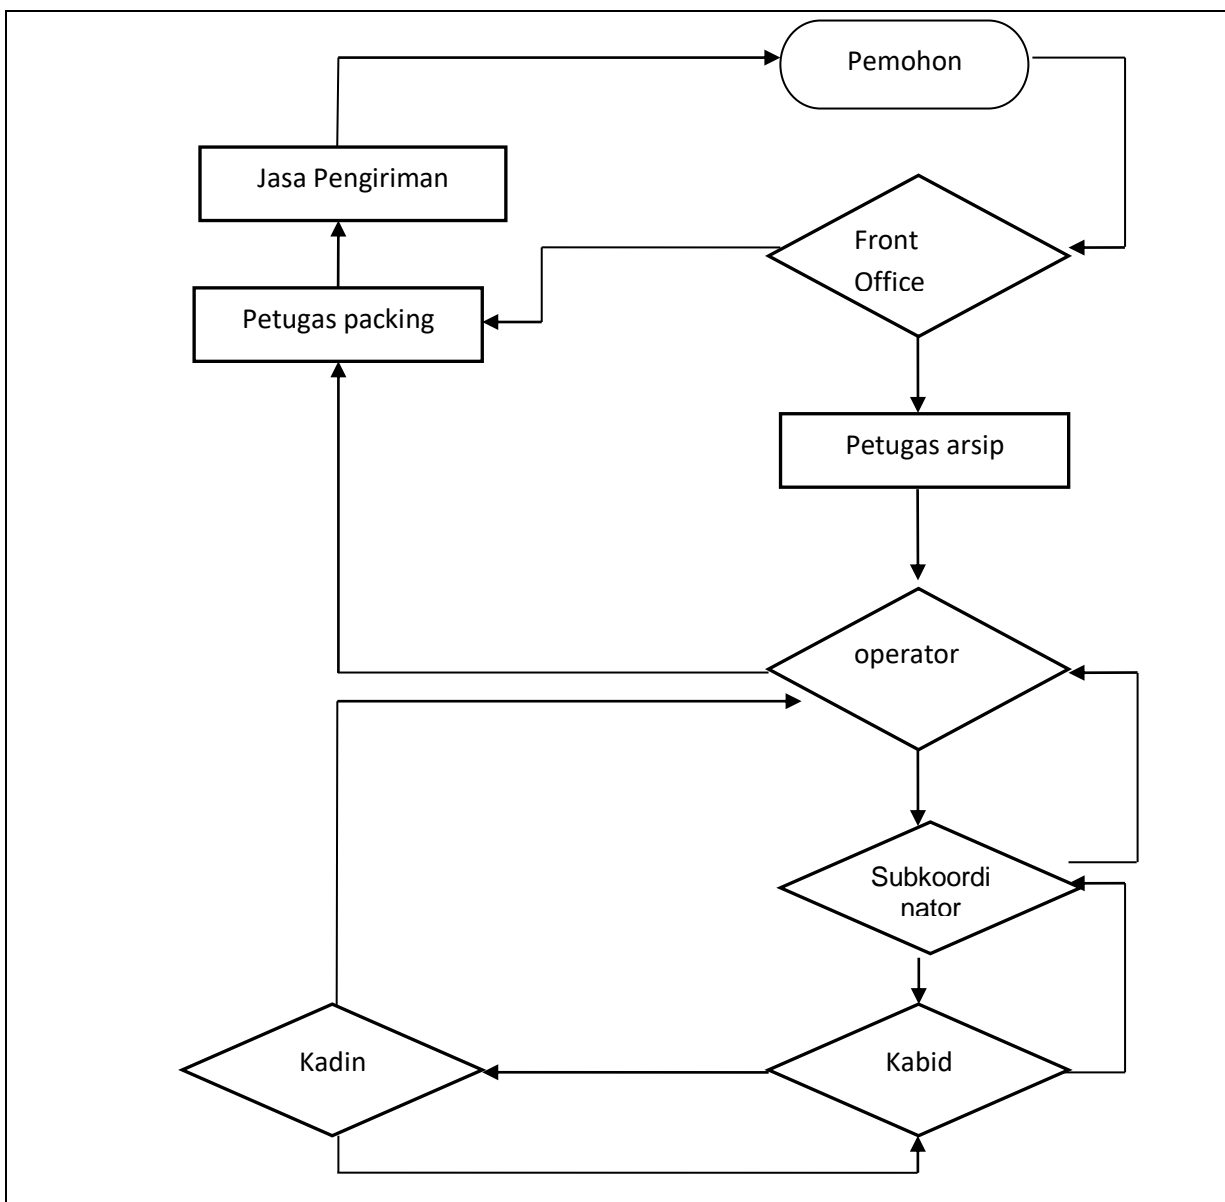 Pemohon
Jasa Pengiriman
Front
Office
Petugas packing
Petugas arsip
operator
Subkoordi
nator
Kadin
Kabid